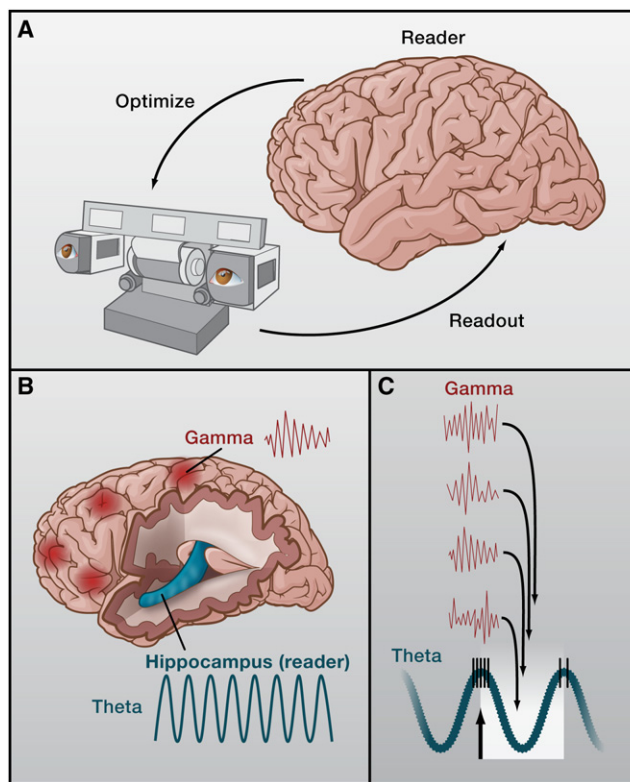 A
Reader
Optimize
Readout
B
Gamma
Hippocampus (reader)
Theta
C
Gamma
Theta